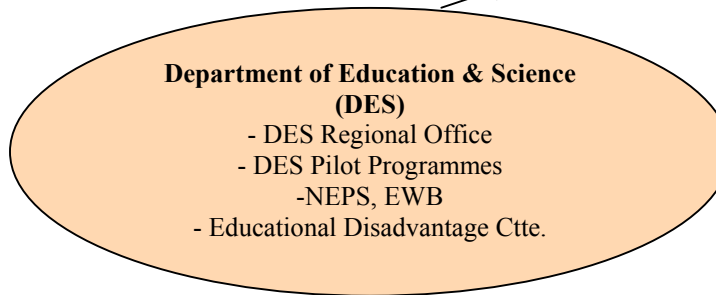 Department of Education & Science
(DES)
- DES Regional Office
- DES Pilot Programmes
-NEPS, EWB
- Educational Disadvantage Ctte.